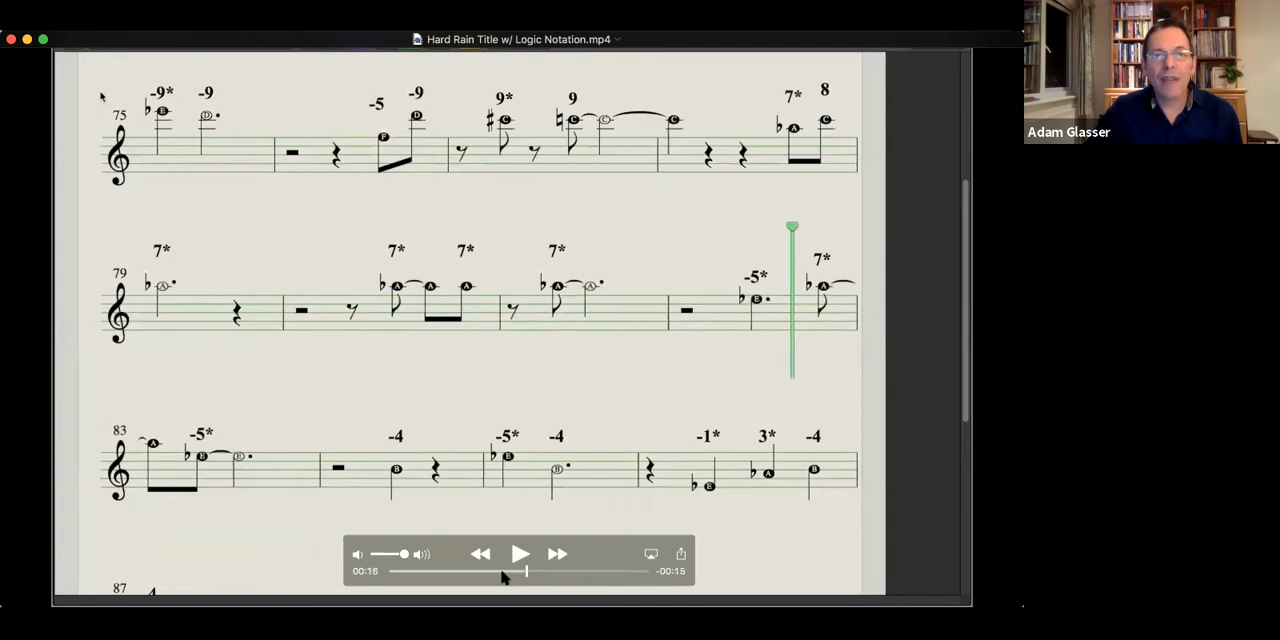 Hard Rain Title w/ Logic Notation.mp4
Adam Glasser
-9* -9 -5 -9 9* 9 7* 8
75
E D F D C C C C A C
7* 7* 7* 7* -5* 7*
79
A A A A A A E A
-5* -4 -5* -4 -1* 3* -4
83
A E E B E B E A B
00:16 -00:15
87 4